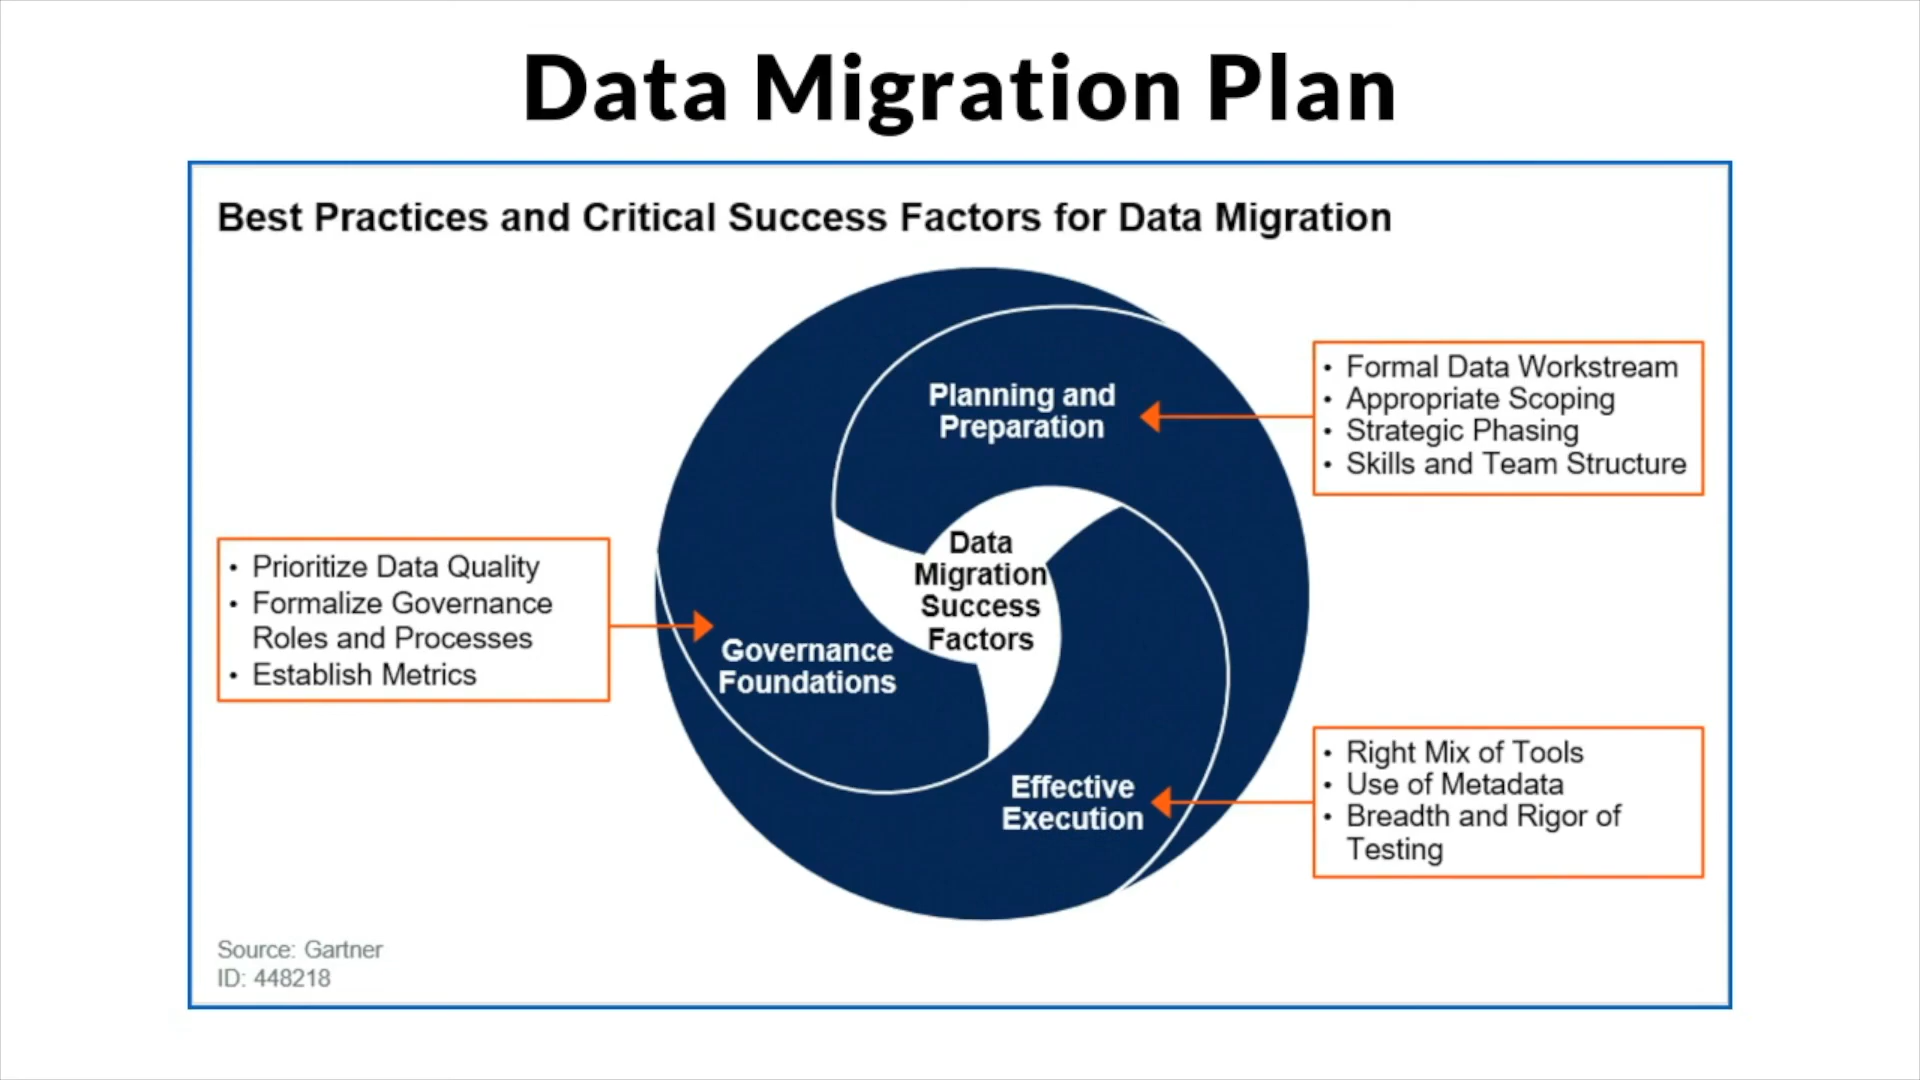 Data Migration Plan
Best Practices and Critical Success Factors for Data Migration
Planning and
Preparation
• Formal Data Workstream
• Appropriate Scoping
• Strategic Phasing
• Skills and Team Structure
Data
Migration
Success
Factors
• Prioritize Data Quality
• Formalize Governance
Roles and Processes
• Establish Metrics
Governance
Foundations
Effective
Execution
• Right Mix of Tools
• Use of Metadata
• Breadth and Rigor of
Testing
Source: Gartner
ID: 448218